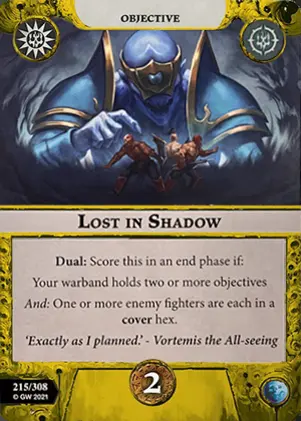 OBJECTIVE
LOST IN SHADOW
Dual: Score this in an end phase if:
Your warband holds two or more objectives
And: One or more enemy fighters are each in a
cover hex.
'Exactly as I planned.' - Vortemis the All-seeing
215/308
© GW 2021
2